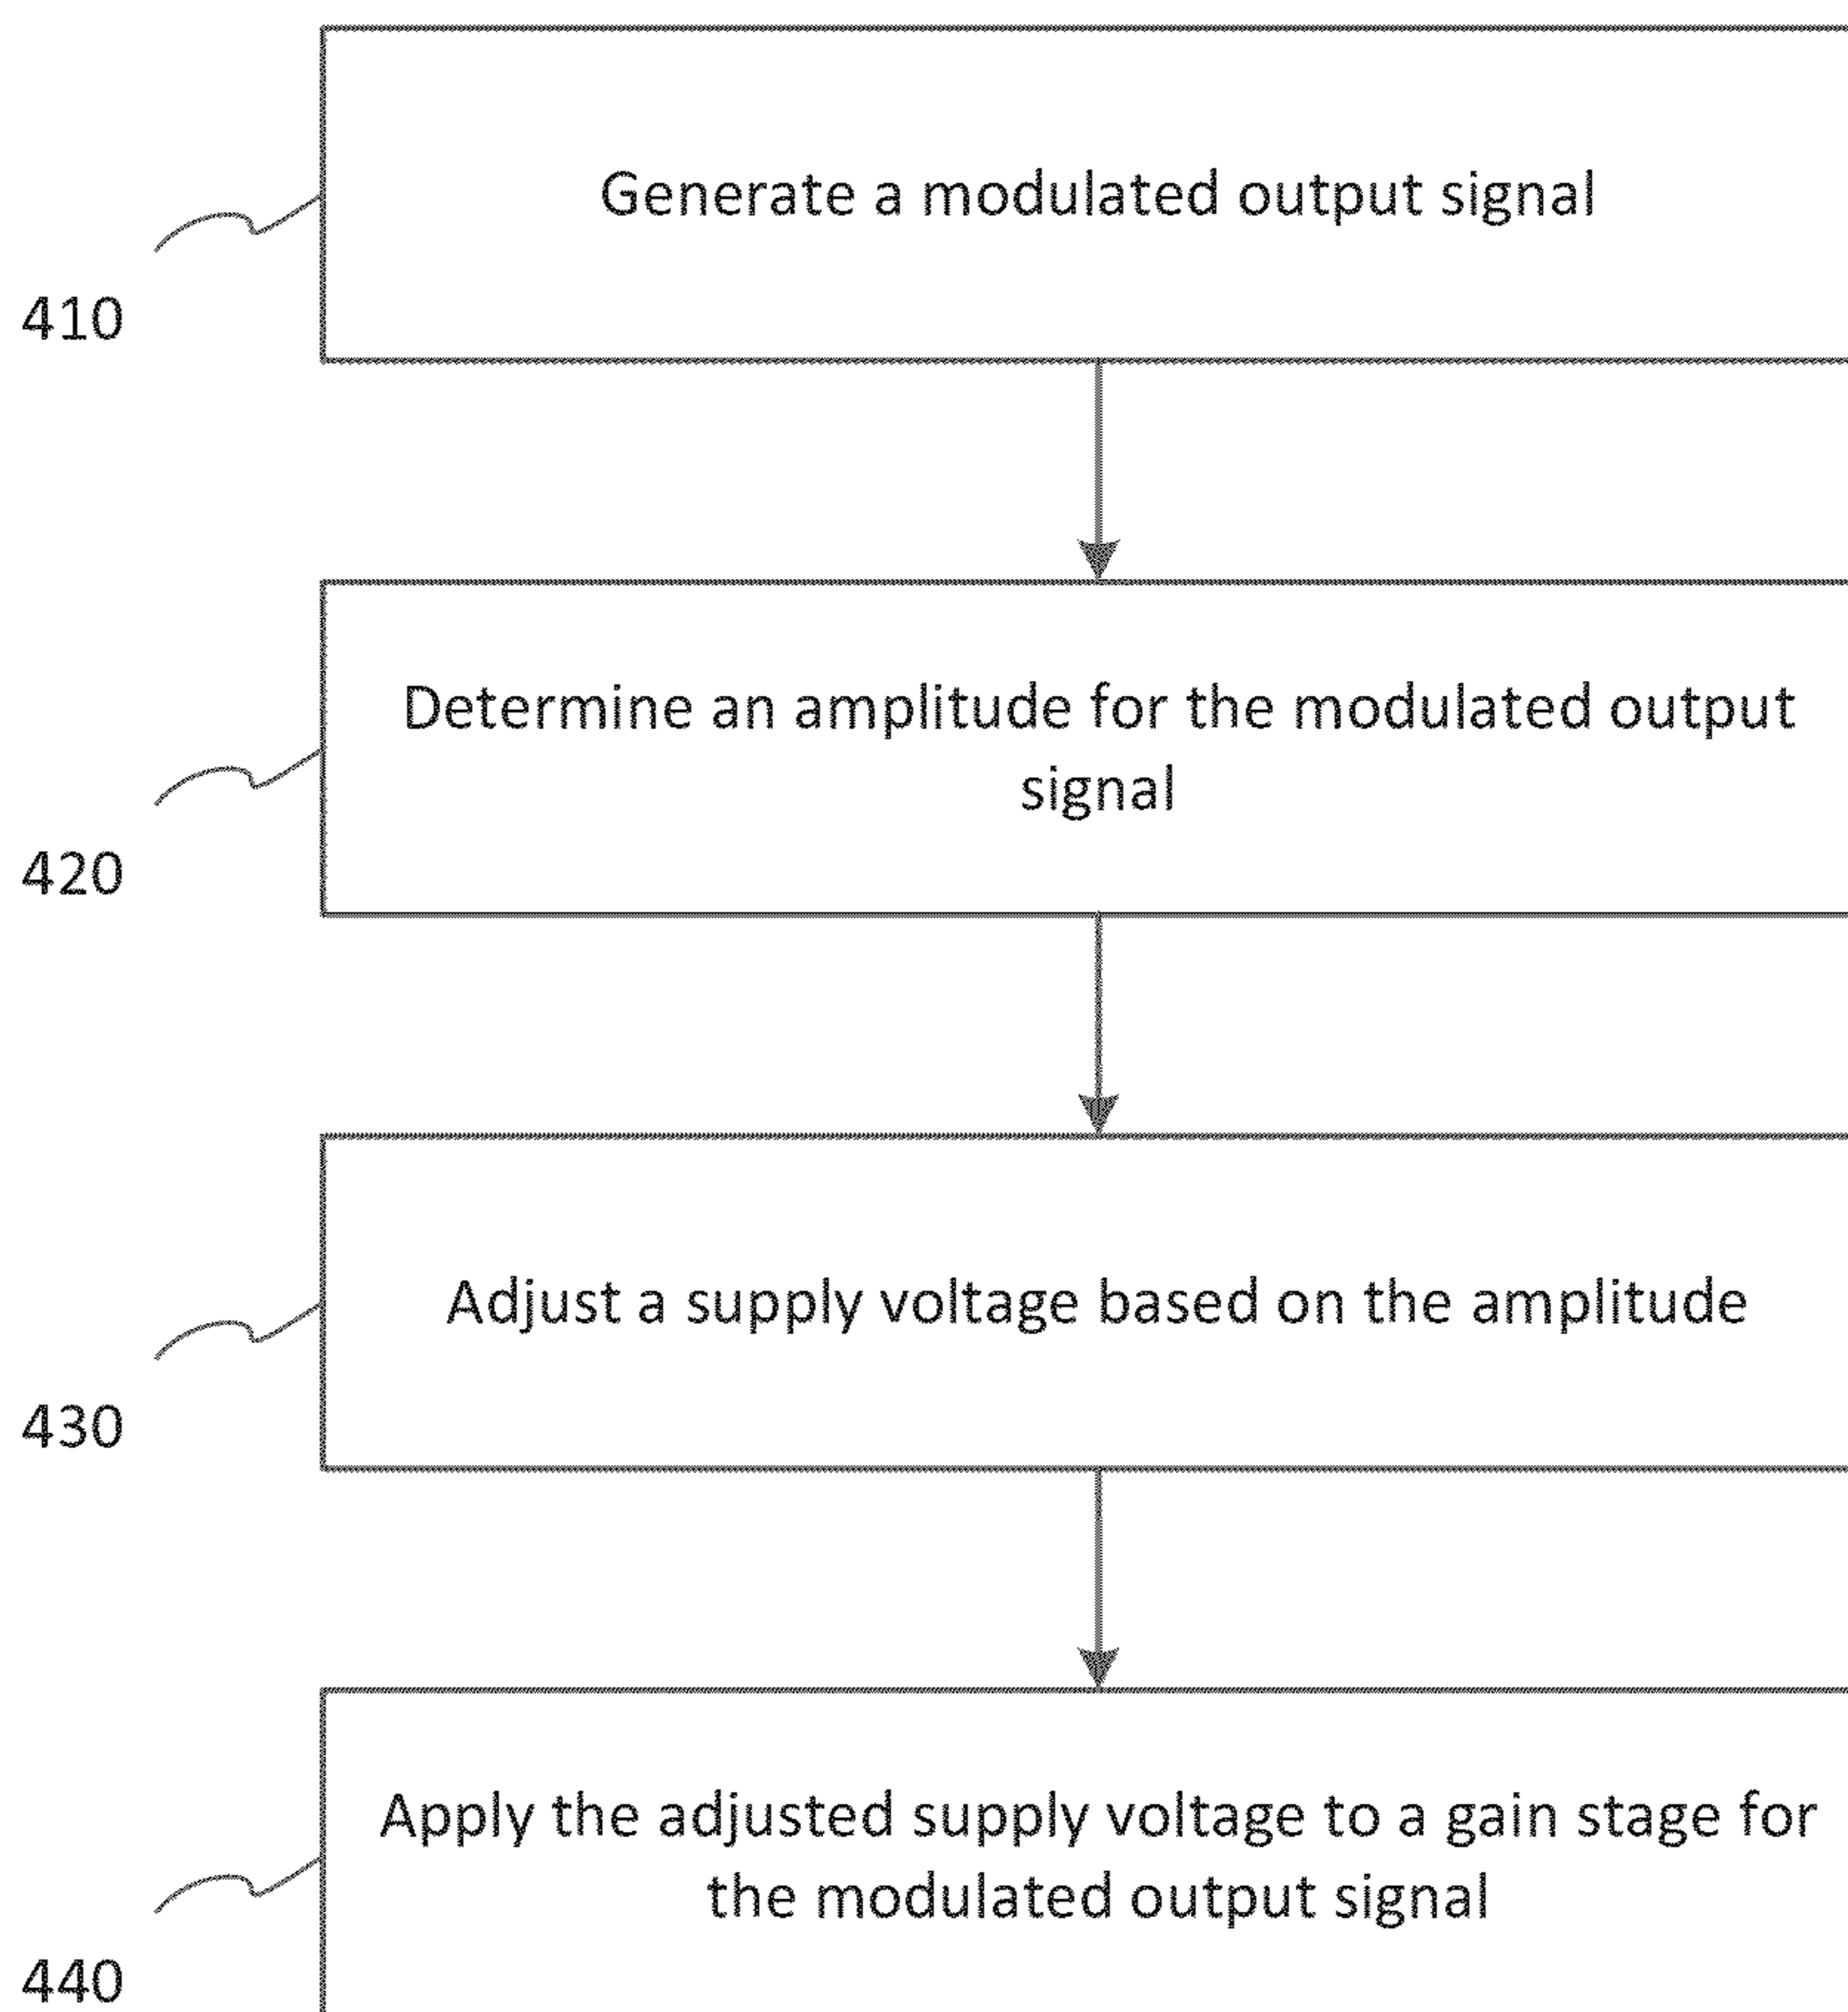 Generate a modulated output signal
410
Determine an amplitude for the modulated output
signal
420
Adjust a supply voltage based on the amplitude
430
Apply the adjusted supply voltage to a gain stage for
the modulated output signal
440